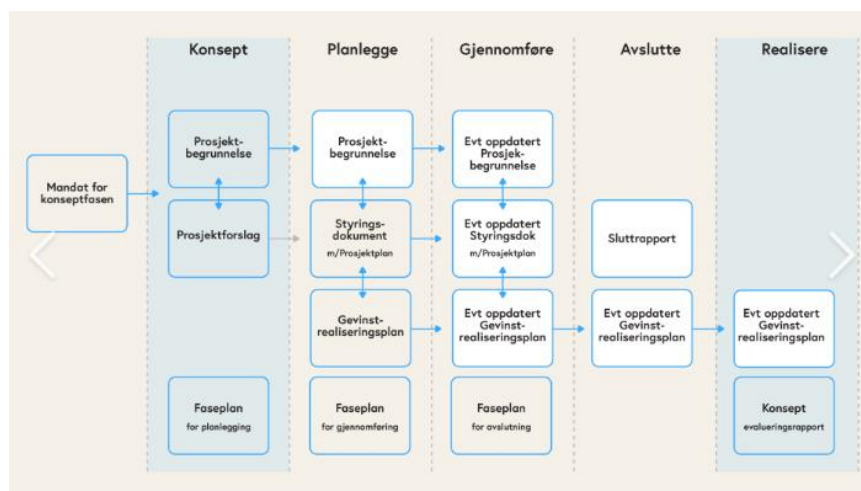 Konsept
Planlegge
Gjennomføre
Avslutte
Realisere
Mandat for
konseptfasen
Prosjekt-
begrunnelse
Prosjektforslag
Faseplan
for planlegging
Prosjekt-
begrunnelse
Styrings-
dokument
m/Prosjektplan
Gevinst-
realiseringsplan
Faseplan
for gjennomføring
Evt oppdatert
Prosjek-
begrunnelse
Evt oppdatert
Styringsdok
m/Prosjektplan
Evt oppdatert
Gevinst-
realiseringsplan
Faseplan
for avslutning
Sluttrapport
Evt oppdatert
Gevinst-
realiseringsplan
Evt oppdatert
Gevinst-
realiseringsplan
Konsept
evalueringsrapport